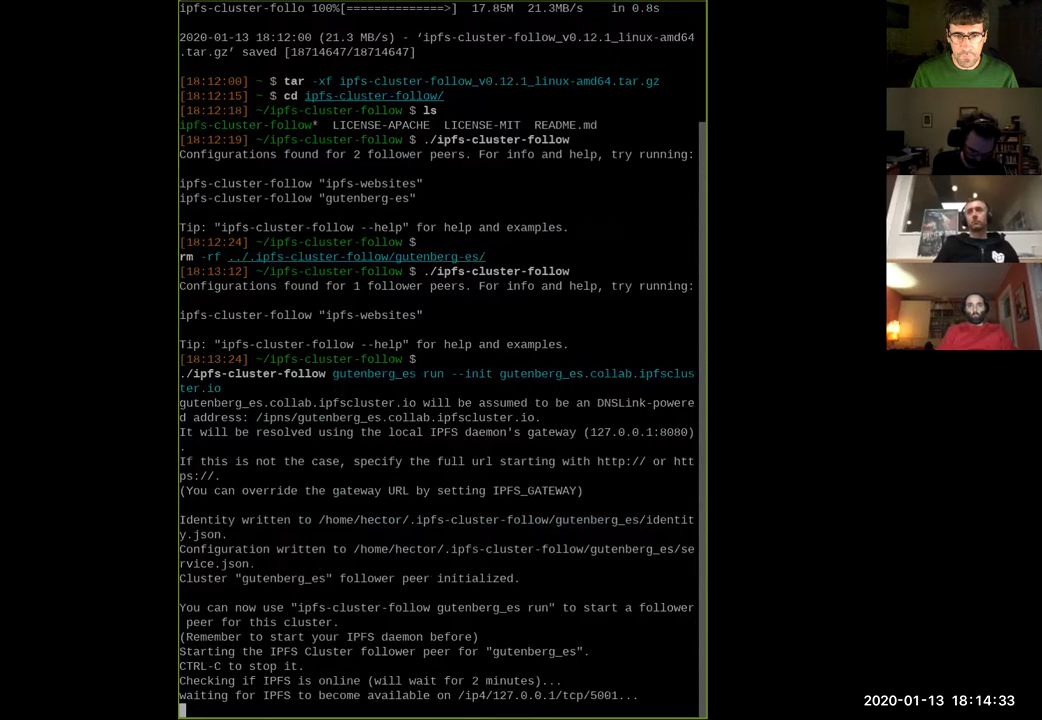 ipfs-cluster-follo 100%[==============>]  17.85M  21.3MB/s    in 0.8s
2020-01-13 18:12:00 (21.3 MB/s) - ‘ipfs-cluster-follow_v0.12.1_linux-amd64
.tar.gz’ saved [18714647/18714647]
[18:12:00] ~ $ tar -xf ipfs-cluster-follow_v0.12.1_linux-amd64.tar.gz
[18:12:15] ~ $ cd ipfs-cluster-follow/
[18:12:18] ~/ipfs-cluster-follow $ ls
ipfs-cluster-follow*  LICENSE-APACHE  LICENSE-MIT  README.md
[18:12:19] ~/ipfs-cluster-follow $ ./ipfs-cluster-follow
Configurations found for 2 follower peers. For info and help, try running:
ipfs-cluster-follow "ipfs-websites"
ipfs-cluster-follow "gutenberg-es"
Tip: "ipfs-cluster-follow --help" for help and examples.
[18:12:24] ~/ipfs-cluster-follow $
rm -rf ../.ipfs-cluster-follow/gutenberg-es/
[18:13:12] ~/ipfs-cluster-follow $ ./ipfs-cluster-follow
Configurations found for 1 follower peers. For info and help, try running:
ipfs-cluster-follow "ipfs-websites"
Tip: "ipfs-cluster-follow --help" for help and examples.
[18:13:24] ~/ipfs-cluster-follow $
./ipfs-cluster-follow gutenberg_es run --init gutenberg_es.collab.ipfsclus
ter.io
gutenberg_es.collab.ipfscluster.io will be assumed to be an DNSLink-powere
d address: /ipns/gutenberg_es.collab.ipfscluster.io.
It will be resolved using the local IPFS daemon's gateway (127.0.0.1:8080)
.
If this is not the case, specify the full url starting with http:// or htt
ps://.
(You can override the gateway URL by setting IPFS_GATEWAY)
Identity written to /home/hector/.ipfs-cluster-follow/gutenberg_es/identit
y.json.
Configuration written to /home/hector/.ipfs-cluster-follow/gutenberg_es/se
rvice.json.
Cluster "gutenberg_es" follower peer initialized.
You can now use "ipfs-cluster-follow gutenberg_es run" to start a follower
 peer for this cluster.
(Remember to start your IPFS daemon before)
Starting the IPFS Cluster follower peer for "gutenberg_es".
CTRL-C to stop it.
Checking if IPFS is online (will wait for 2 minutes)...
waiting for IPFS to become available on /ip4/127.0.0.1/tcp/5001...
2020-01-13 18:14:33